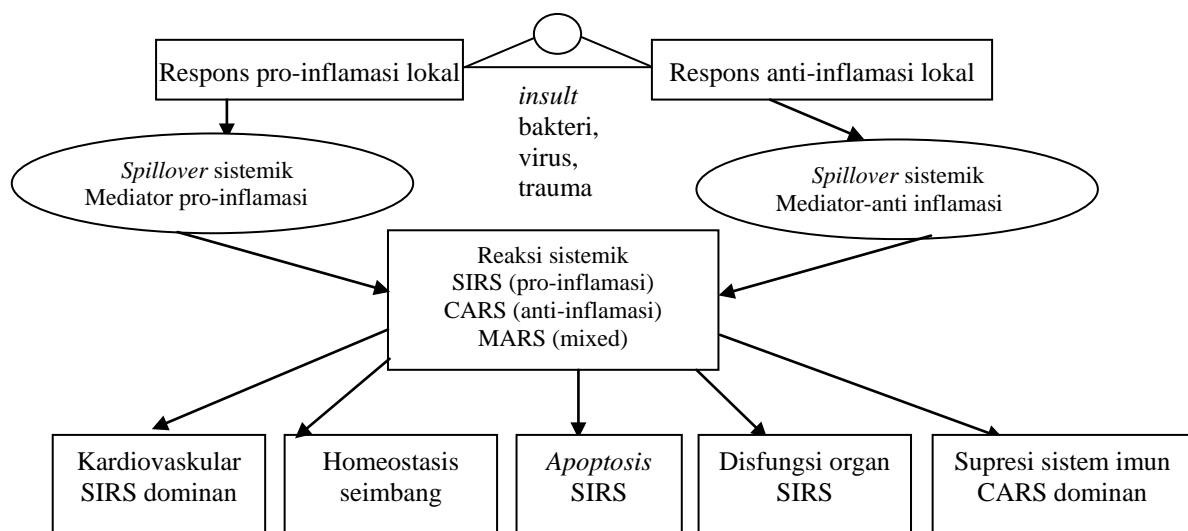 Respons pro-inflamasi lokal
Respons anti-inflamasi lokal
insult
bakteri,
virus,
trauma
Spillover sistemik
Mediator pro-inflamasi
Spillover sistemik
Mediator-anti inflamasi
Reaksi sistemik
SIRS (pro-inflamasi)
CARS (anti-inflamasi)
MARS (mixed)
Kardiovaskular
SIRS dominan
Homeostasis
seimbang
Apoptosis
SIRS
Disfungsi organ
SIRS
Supresi sistem imun
CARS dominan